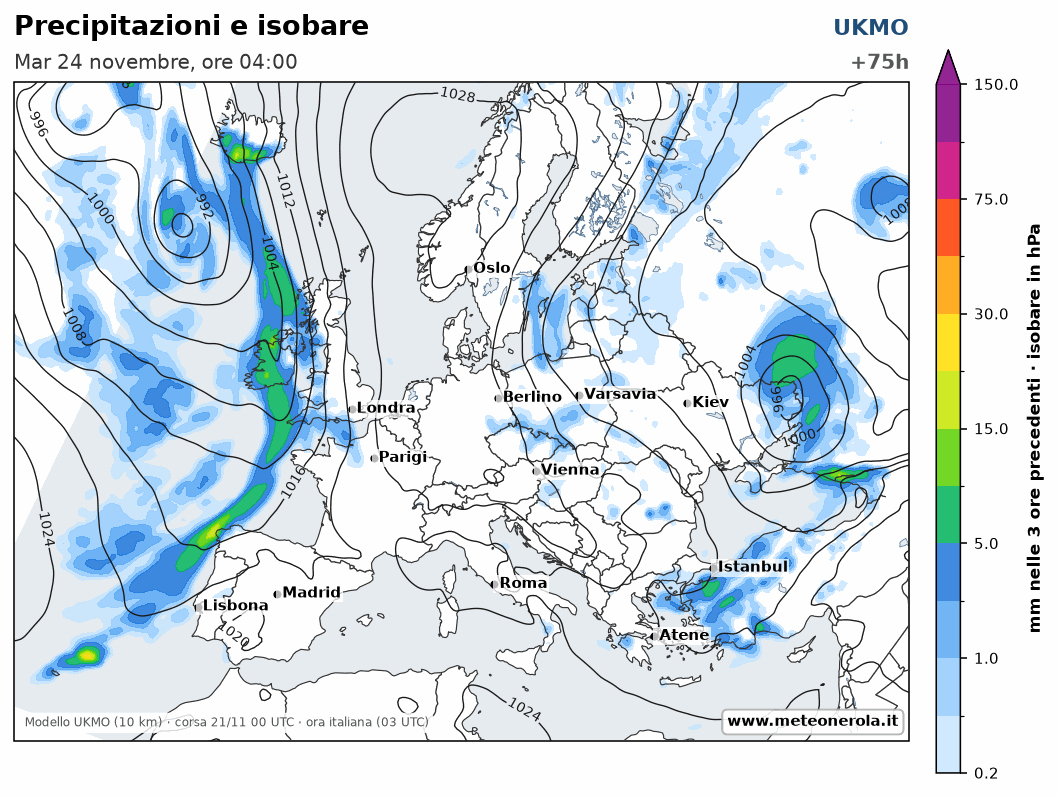 Precipitazioni e isobare
UKMO
Mar 24 novembre, ore 04:00
+75h
150.0
75.0
30.0
15.0
5.0
1.0
0.2
mm nelle 3 ore precedenti · isobare in hPa
1028
996
1012
1000
992
1008
1004
Oslo
1008
1004
996
1000
Londra
Berlino
Varsavia
Kiev
Parigi
Vienna
1016
1024
Istanbul
Roma
Madrid
Lisbona
1020
Atene
1024
Modello UKMO (10 km) · corsa 21/11 00 UTC · ora italiana (03 UTC)
www.meteonerola.it